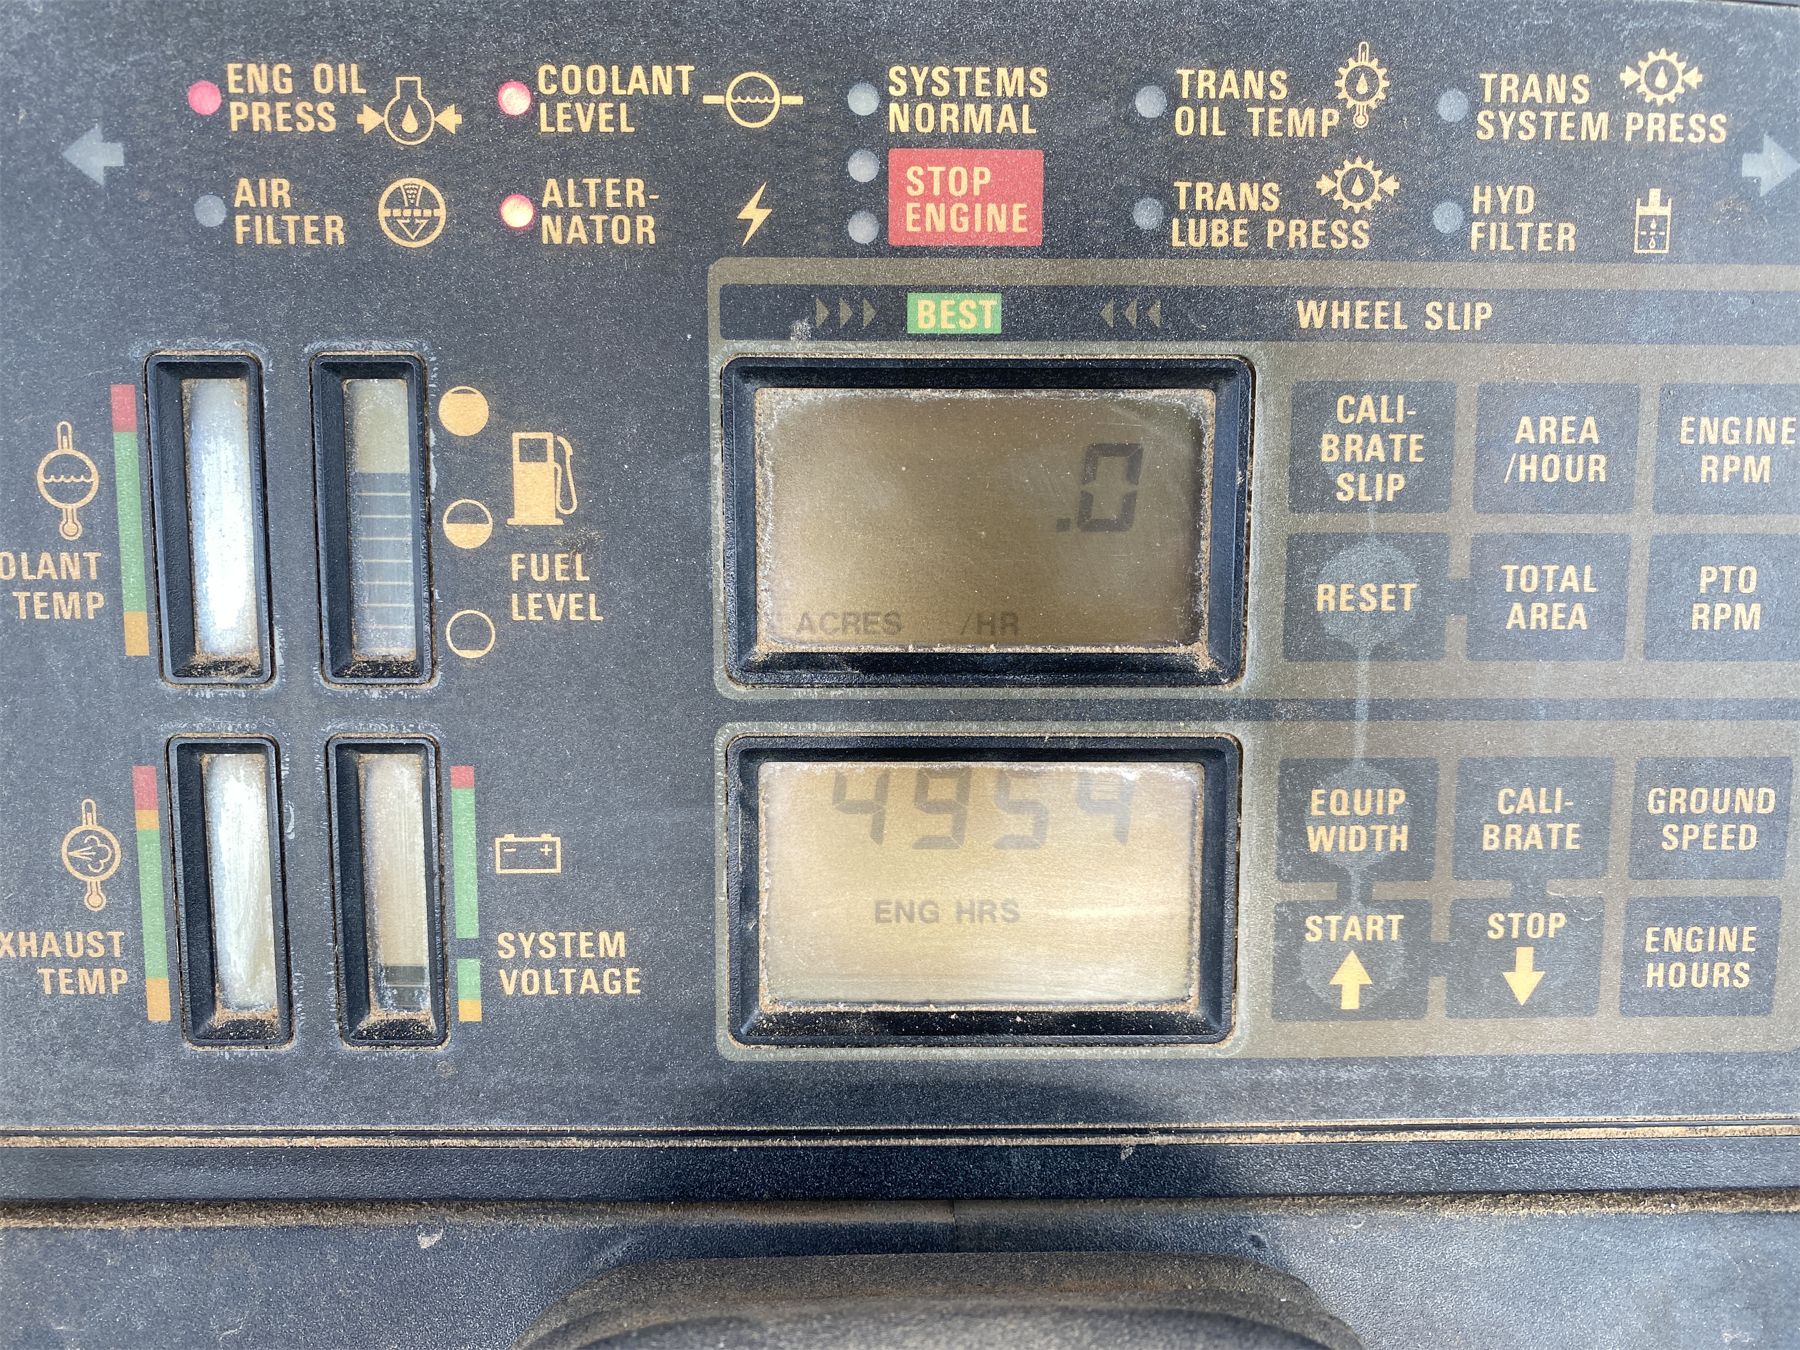 ENG OIL
PRESS
COOLANT
LEVEL
SYSTEMS
NORMAL
TRANS
OIL TEMP
TRANS
SYSTEM PRESS
AIR
FILTER
ALTER-
NATOR
STOP
ENGINE
TRANS
LUBE PRESS
HYD
FILTER
BEST
WHEEL SLIP
CALI-
BRATE
SLIP
AREA
/HOUR
ENGINE
RPM
.0
ACRES /HR
RESET
TOTAL
AREA
PTO
RPM
OLANT
TEMP
FUEL
LEVEL
4954
ENG HRS
EQUIP
WIDTH
CALI-
BRATE
GROUND
SPEED
START
STOP
ENGINE
HOURS
XHAUST
TEMP
- +
SYSTEM
VOLTAGE